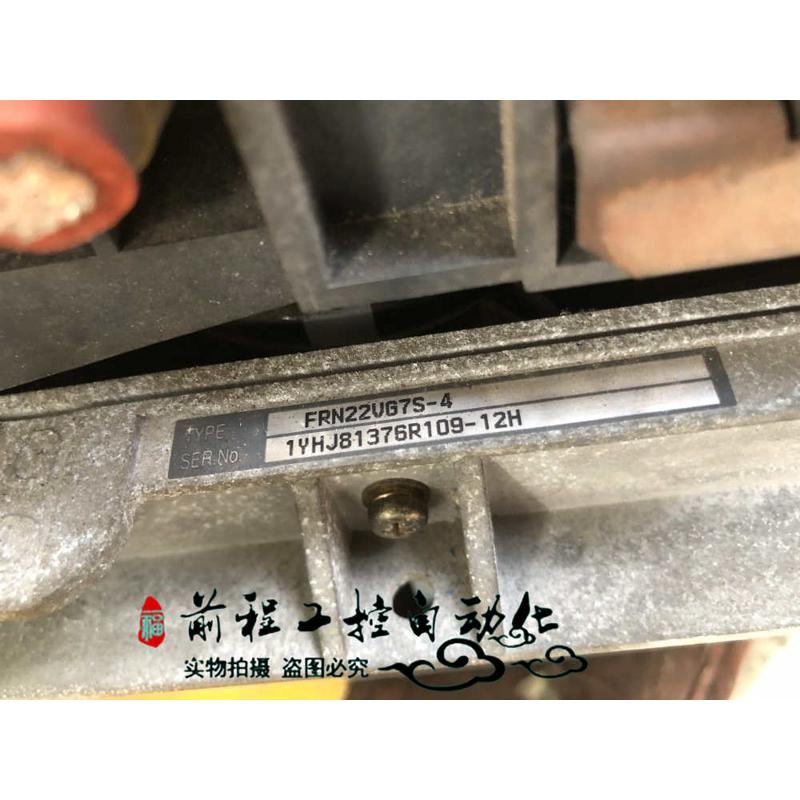 TYPE FRN22VG7S-4
SER.No. 1YHJ81376R109-12H
福
前程工控自动化
实物拍摄 盗图必究